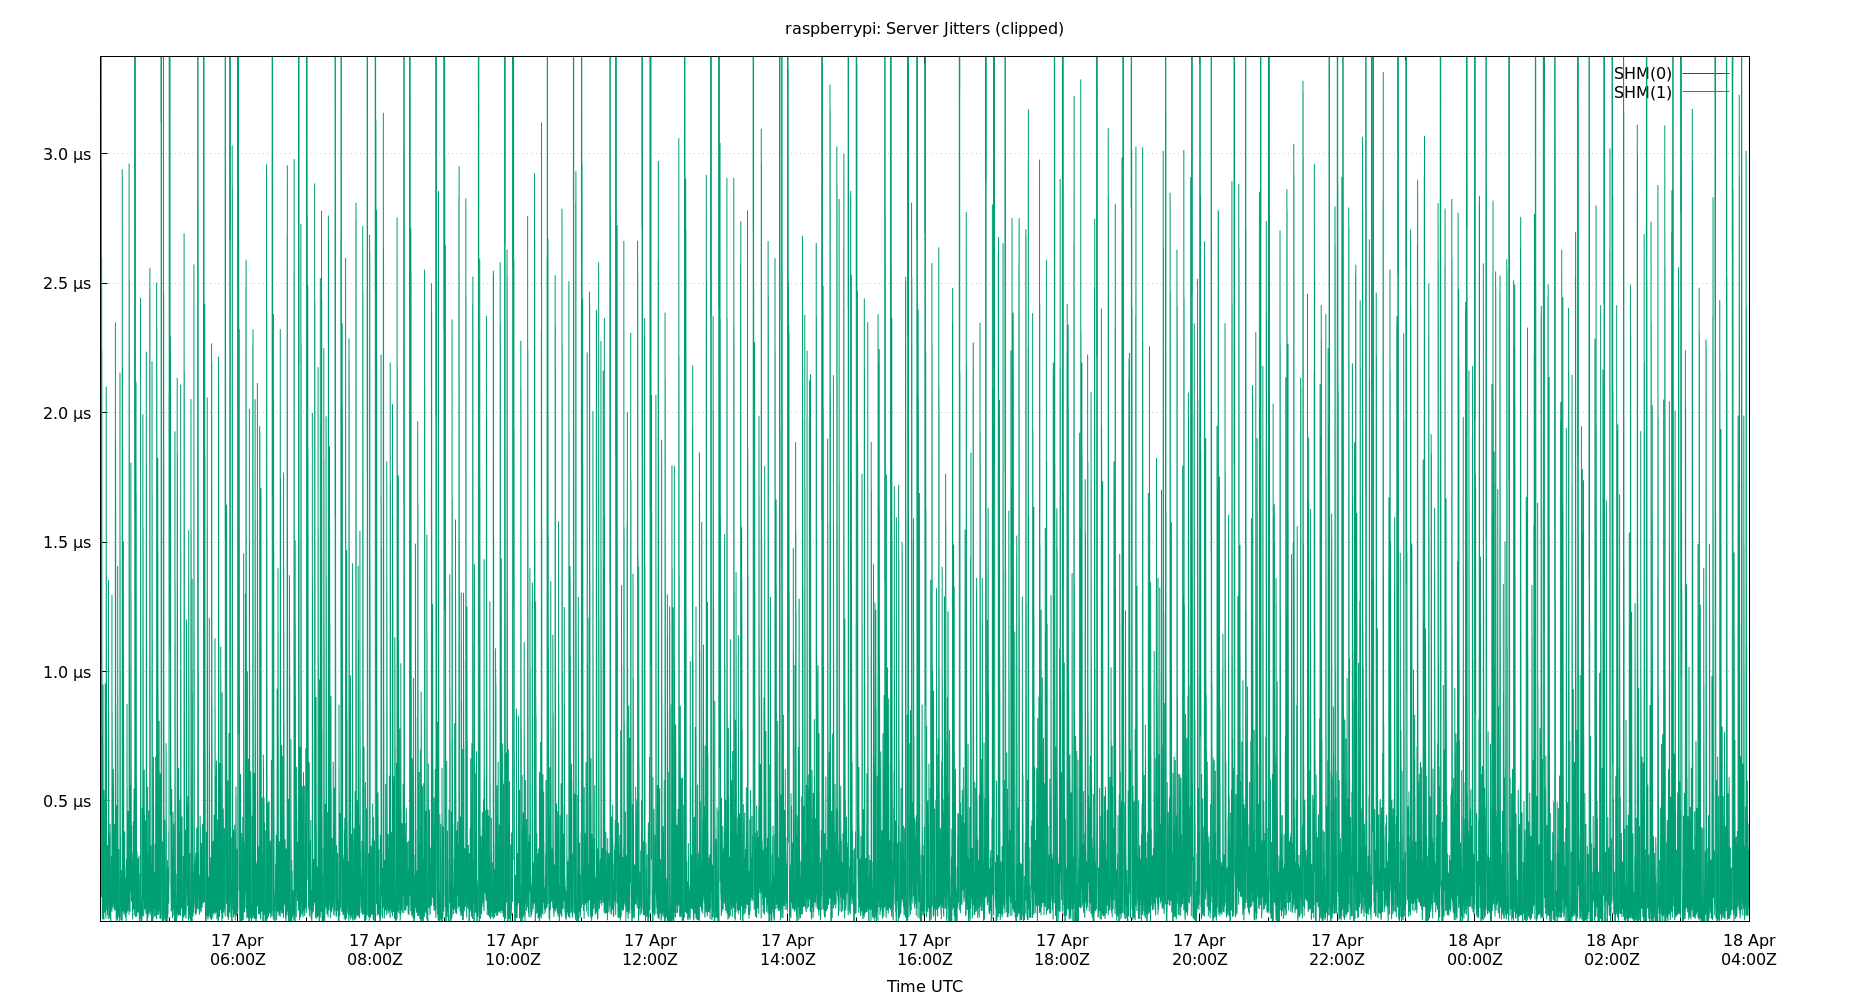 raspberrypi: Server Jitters (clipped)
SHM(0)
SHM(1)
3.0 µs
2.5 µs
2.0 µs
1.5 µs
1.0 µs
0.5 µs
17 Apr 17 Apr 17 Apr 17 Apr 17 Apr 17 Apr 17 Apr 17 Apr 17 Apr 18 Apr 18 Apr 18 Apr
06:00Z 08:00Z 10:00Z 12:00Z 14:00Z 16:00Z 18:00Z 20:00Z 22:00Z 00:00Z 02:00Z 04:00Z
Time UTC